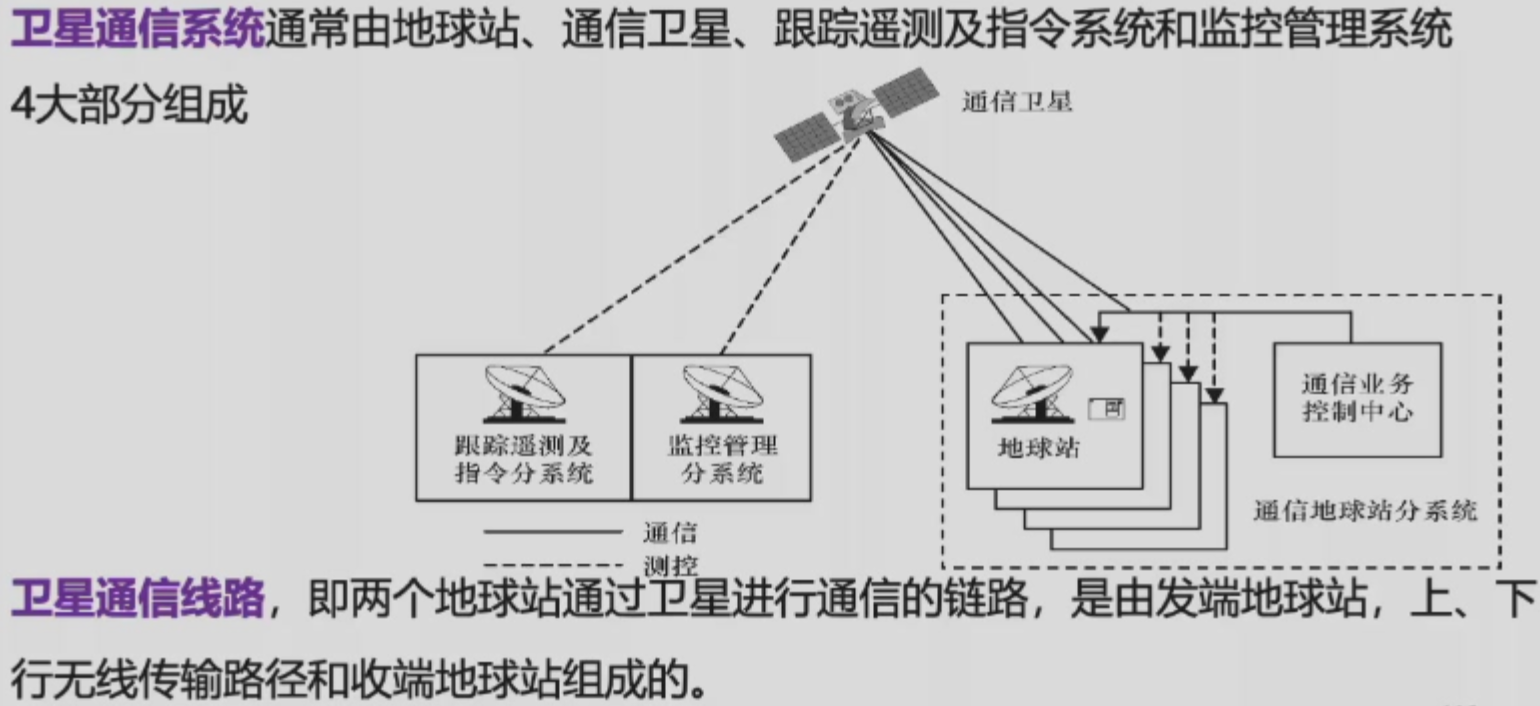 卫星通信系统通常由地球站、通信卫星、跟踪遥测及指令系统和监控管理系统
4大部分组成
通信卫星
跟踪遥测及
指令分系统
监控管理
分系统
地球站
通信业务
控制中心
通信地球站分系统
通信
测控
卫星通信线路，即两个地球站通过卫星进行通信的链路，是由发端地球站，上、下
行无线传输路径和收端地球站组成的。